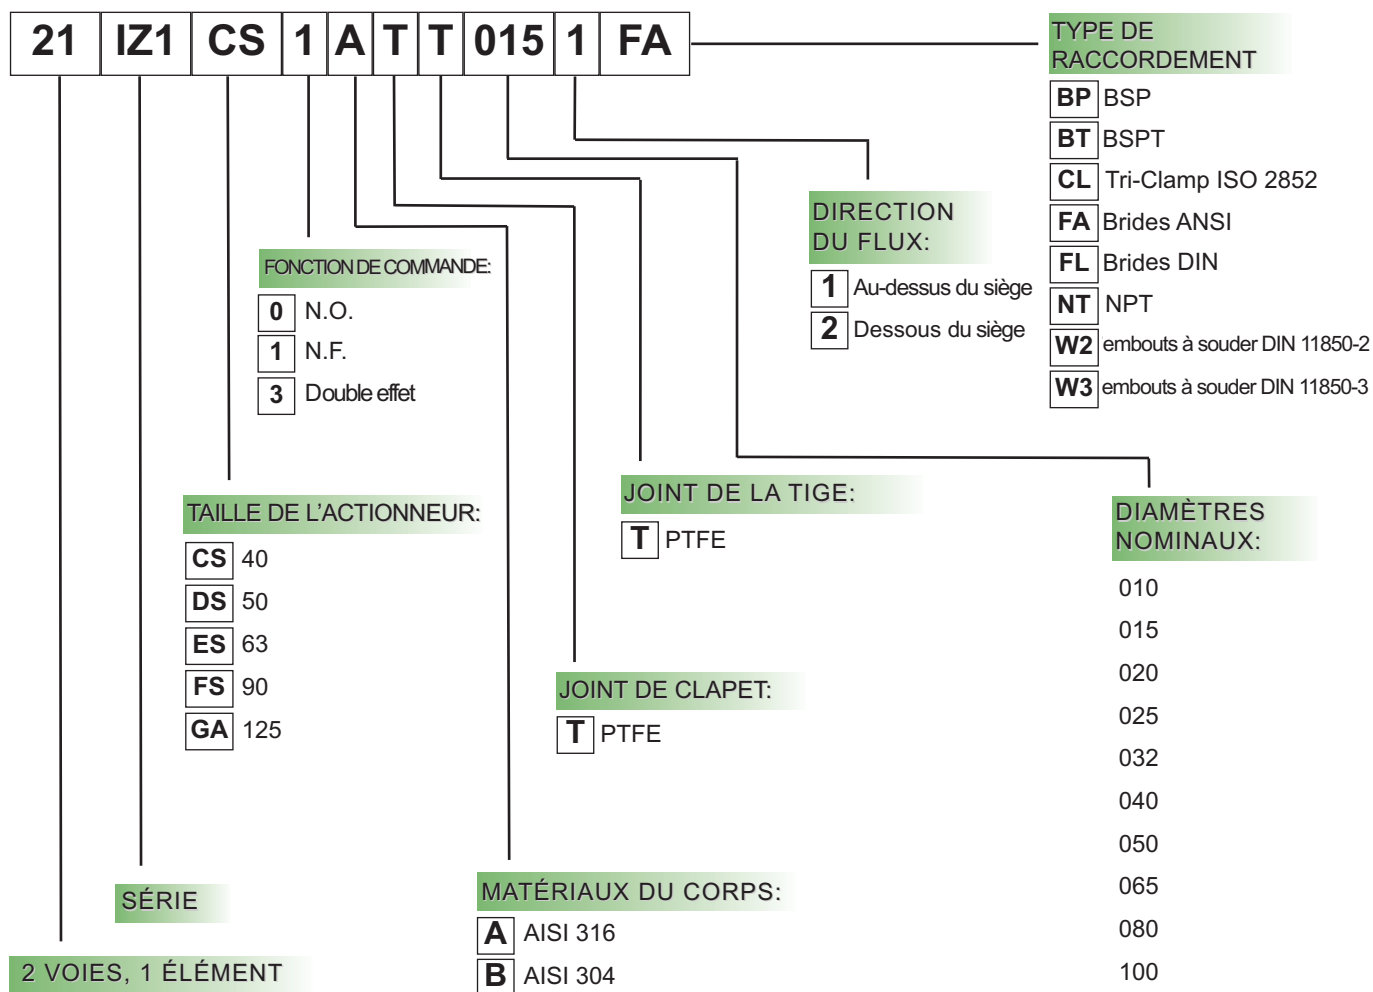 21 IZ1 CS 1 A T T 015 1 FA
TYPE DE
RACCORDEMENT
BP BSP
BT BSPT
CL Tri-Clamp ISO 2852
FA Brides ANSI
FL Brides DIN
NT NPT
W2 embouts à souder DIN 11850-2
W3 embouts à souder DIN 11850-3
DIRECTION
DU FLUX:
1 Au-dessus du siège
2 Dessous du siège
FONCTION DE COMMANDE:
0 N.O.
1 N.F.
3 Double effet
TAILLE DE L'ACTIONNEUR:
CS 40
DS 50
ES 63
FS 90
GA 125
JOINT DE LA TIGE:
T PTFE
DIAMÈTRES
NOMINAUX:
010
015
020
025
032
040
050
065
080
100
JOINT DE CLAPET:
T PTFE
SÉRIE
MATÉRIAUX DU CORPS:
A AISI 316
B AISI 304
2 VOIES, 1 ÉLÉMENT